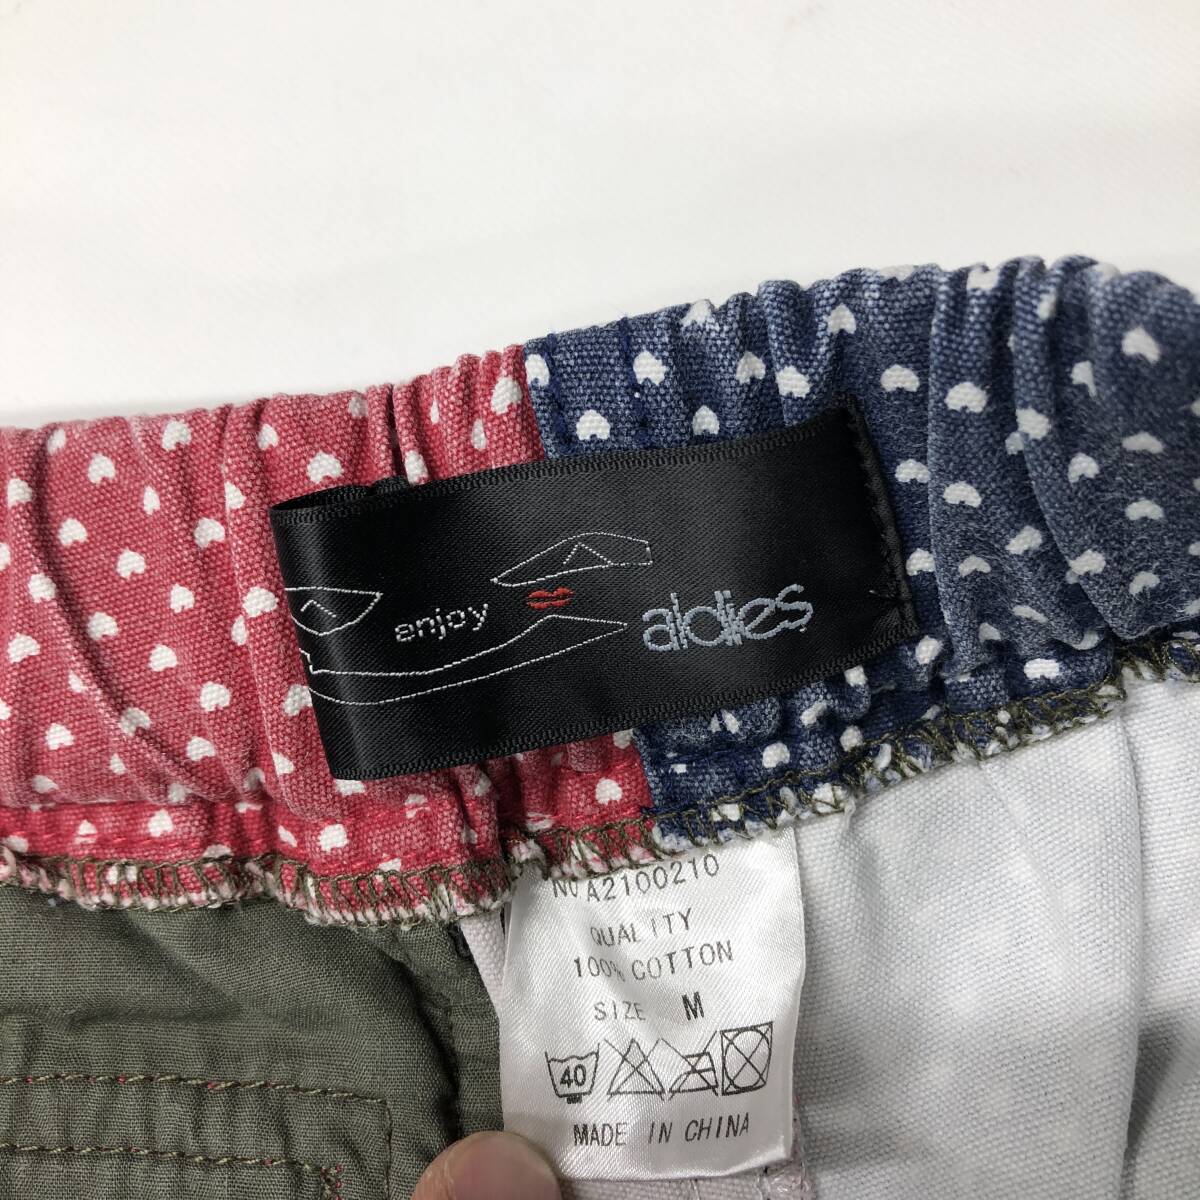 enjoy
aldies
NO A2100210
QUALITY
100% COTTON
SIZE M
40
MADE IN CHINA